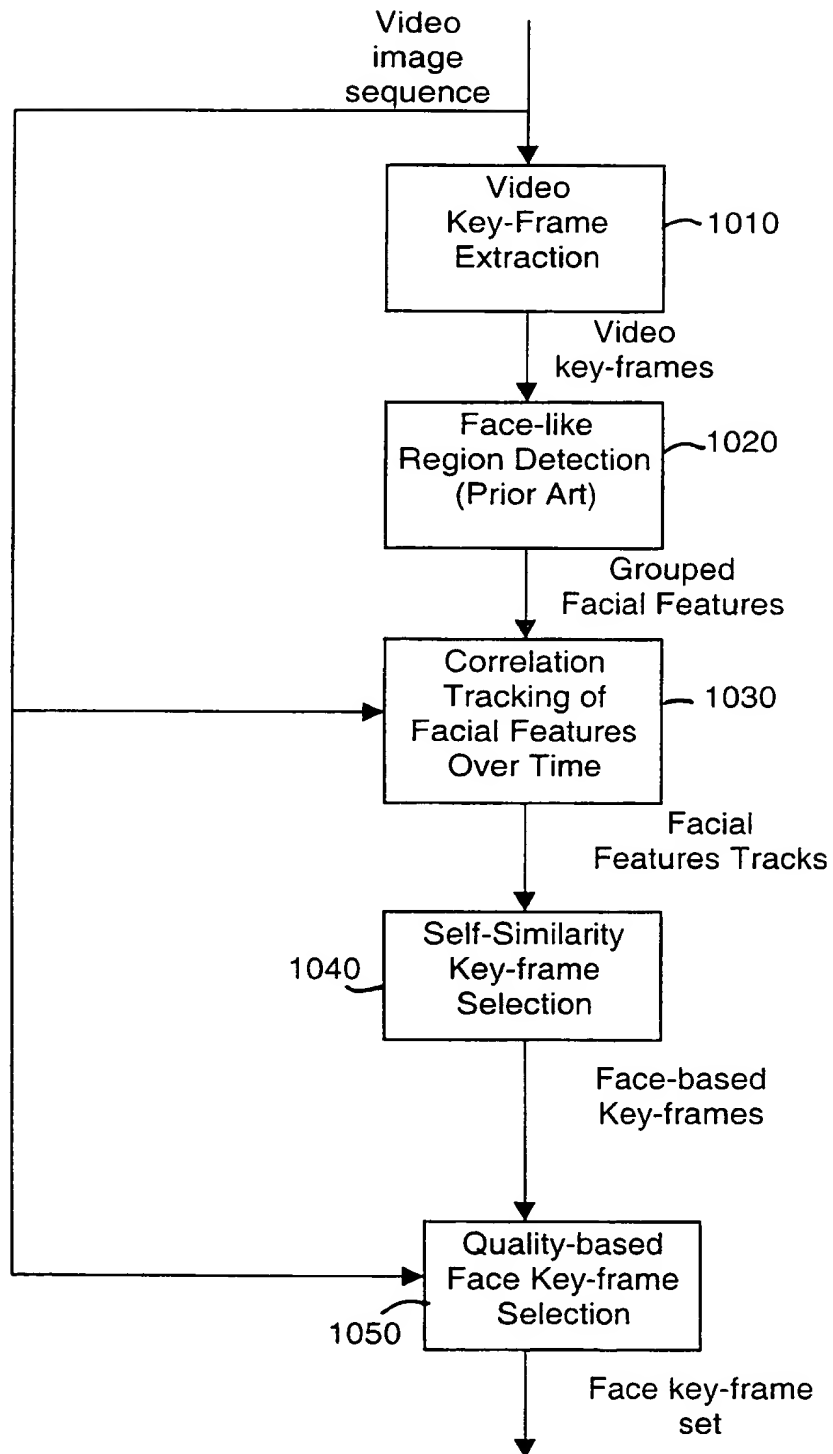 Video
image
sequence
Video
Key-Frame
Extraction
1010
Video
key-frames
Face-like
Region Detection
(Prior Art)
1020
Grouped
Facial Features
Correlation
Tracking of
Facial Features
Over Time
1030
Facial
Features Tracks
Self-Similarity
Key-frame
Selection
1040
Face-based
Key-frames
Quality-based
Face Key-frame
Selection
1050
Face key-frame
set